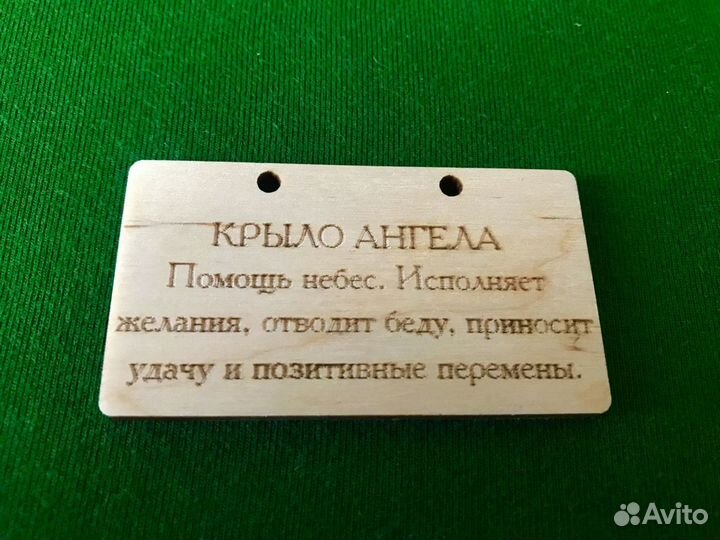 КРЫЛО АНГЕЛА
Помощь небес. Исполняет
желания, отводит беду, приносит
удачу и позитивные перемены.
Avito